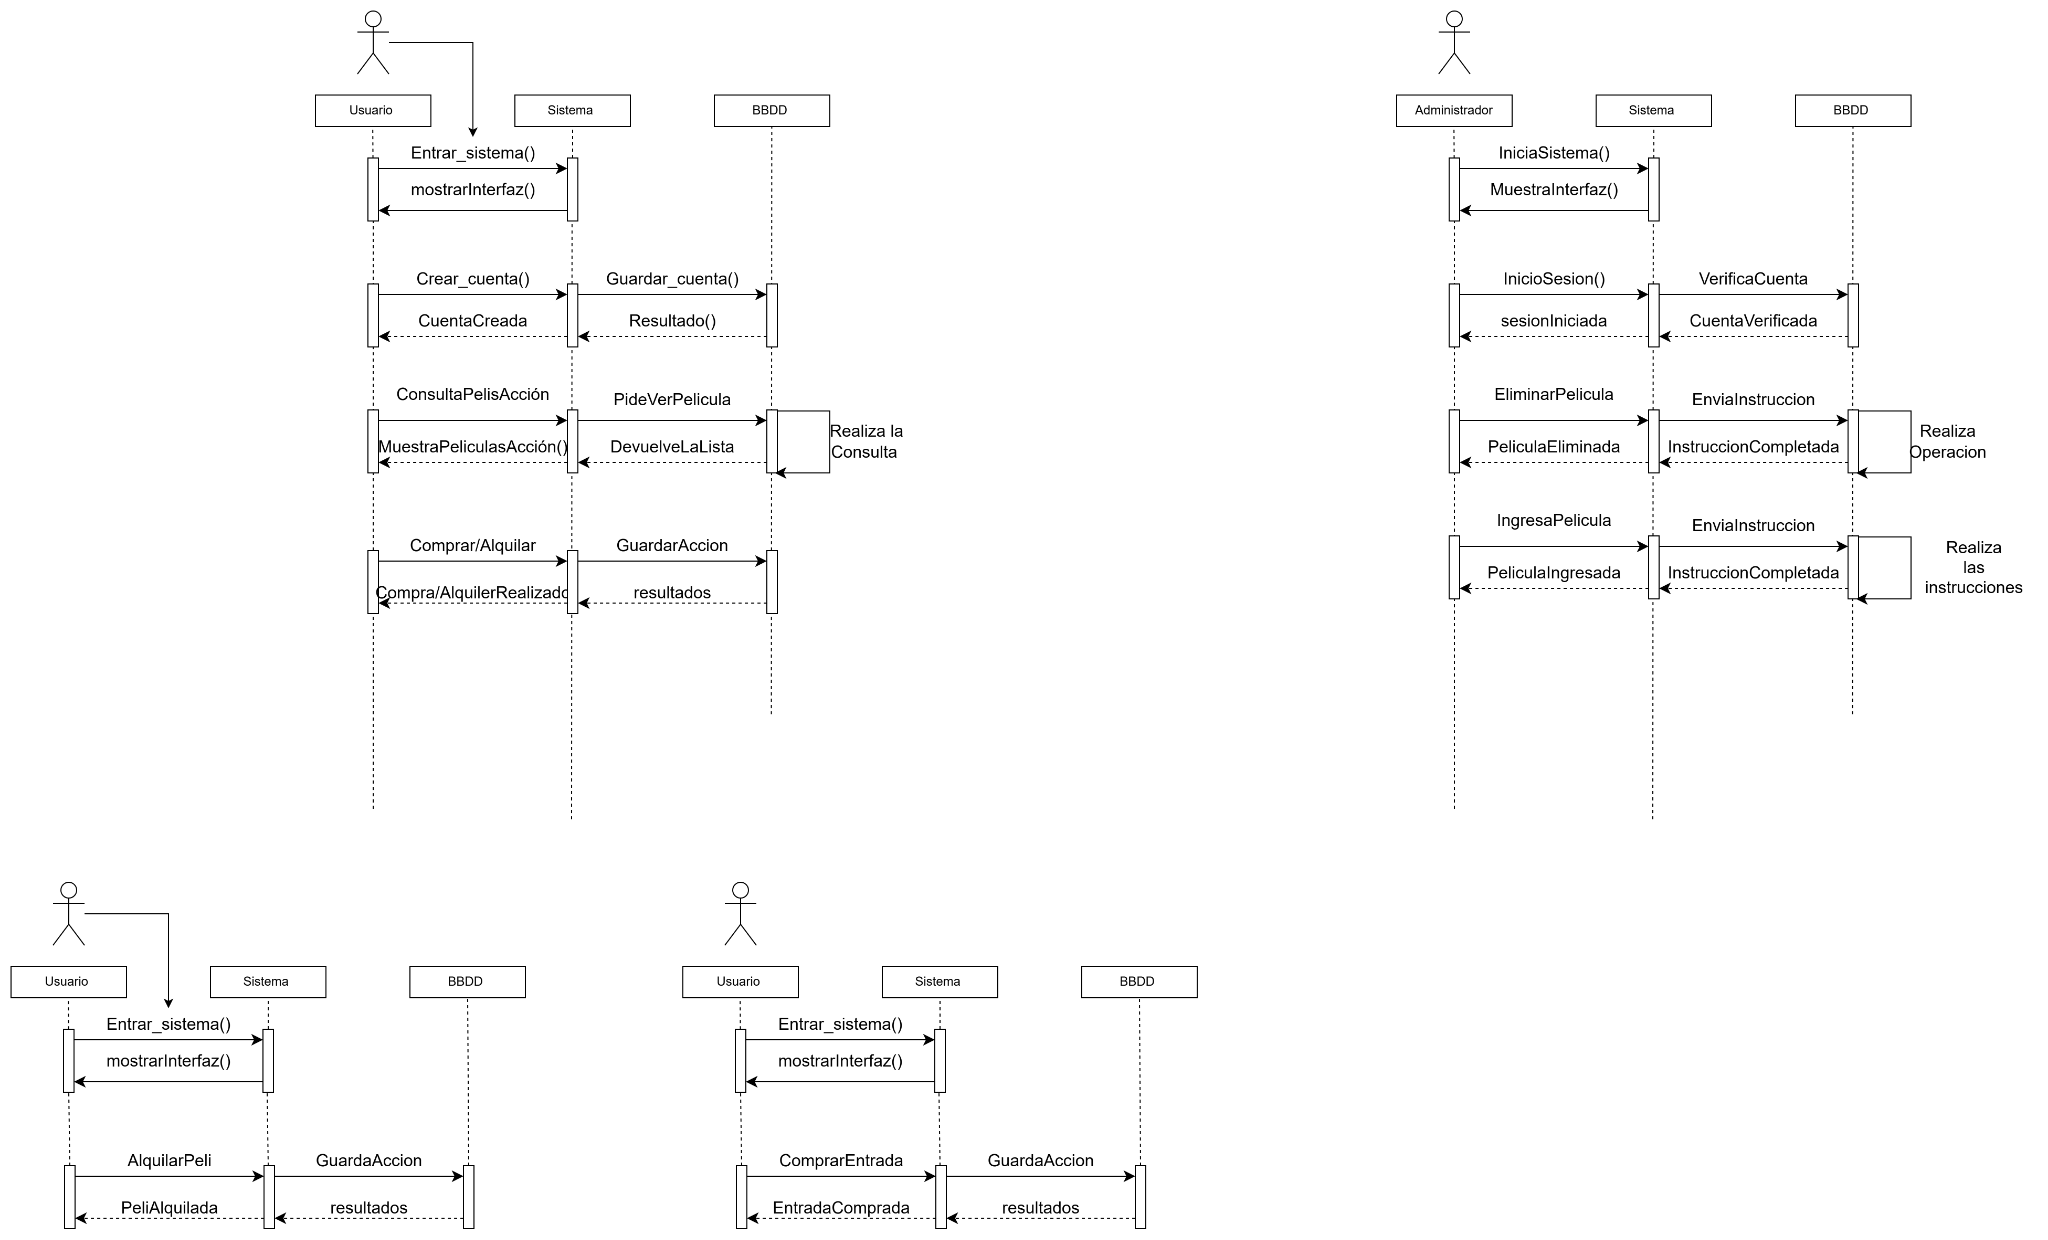 Usuario
Sistema
BBDD
Entrar_sistema()
mostrarInterfaz()
Crear_cuenta()
Guardar_cuenta()
CuentaCreada
Resultado()
ConsultaPelisAcción
PideVerPelicula
MuestraPeliculasAcción()
DevuelveLaLista
Realiza la
Consulta
Comprar/Alquilar
GuardarAccion
Compra/AlquilerRealizado
resultados
Administrador
Sistema
BBDD
IniciaSistema()
MuestraInterfaz()
InicioSesion()
VerificaCuenta
sesionIniciada
CuentaVerificada
EliminarPelicula
EnviaInstruccion
PeliculaEliminada
InstruccionCompletada
Realiza
Operacion
IngresaPelicula
EnviaInstruccion
PeliculaIngresada
InstruccionCompletada
Realiza
las
instrucciones
Usuario
Sistema
BBDD
Entrar_sistema()
mostrarInterfaz()
AlquilarPeli
GuardaAccion
PeliAlquilada
resultados
Usuario
Sistema
BBDD
Entrar_sistema()
mostrarInterfaz()
ComprarEntrada
GuardaAccion
EntradaComprada
resultados